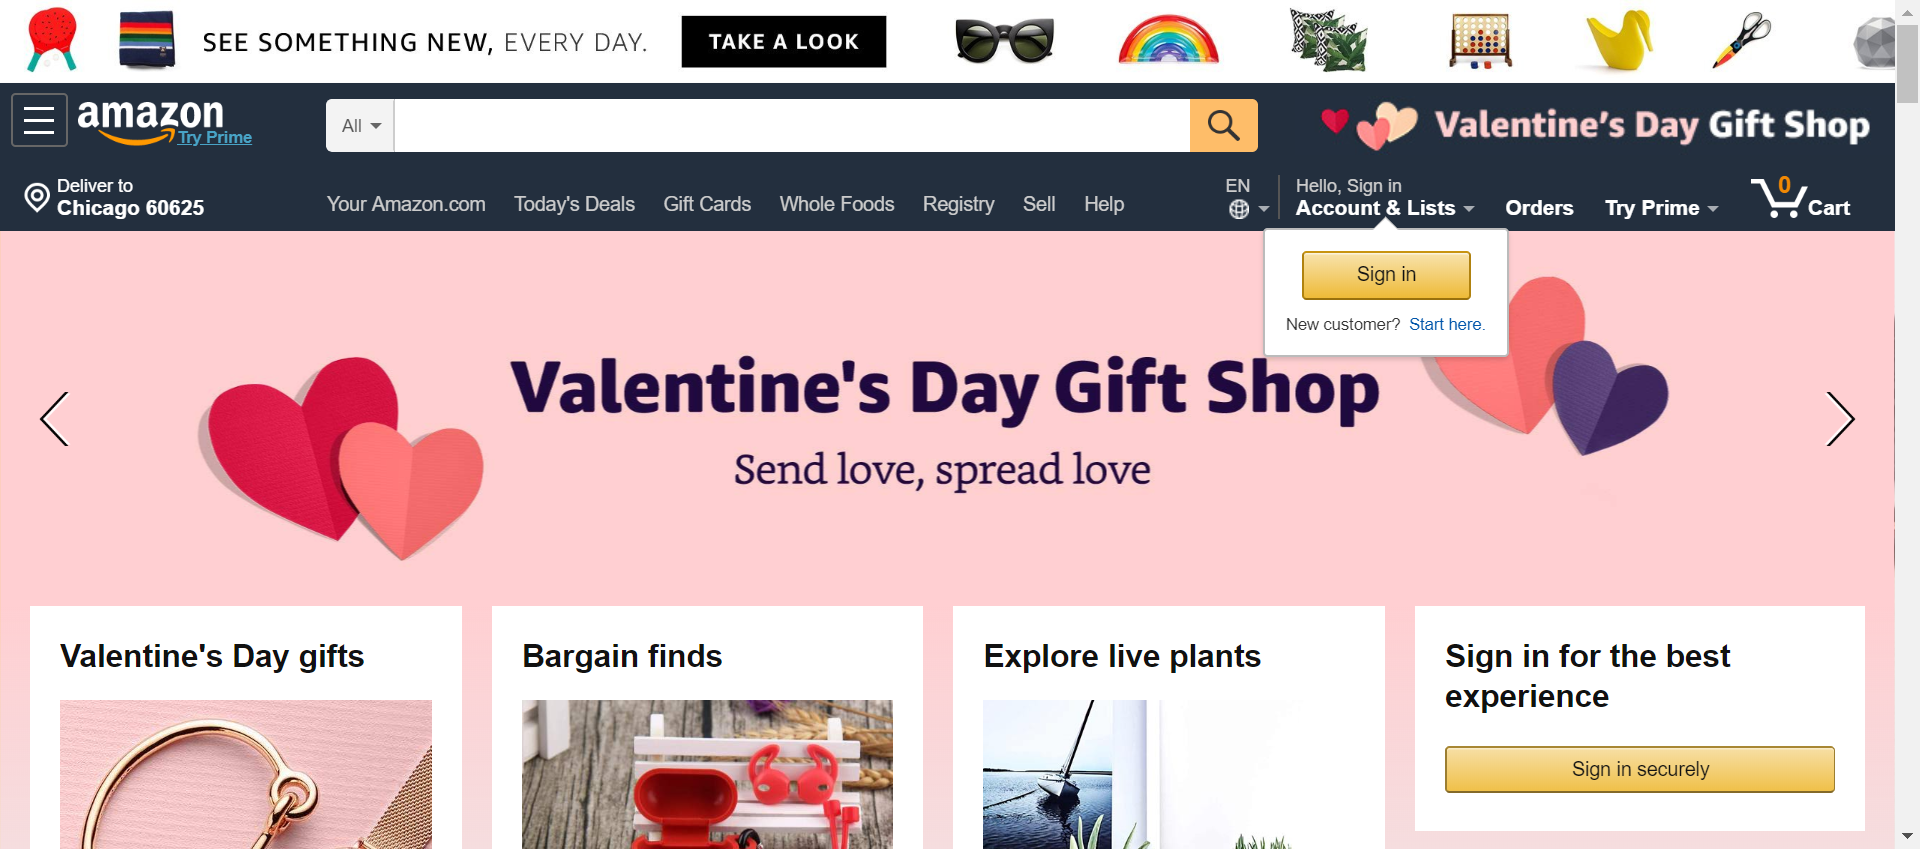 SEE SOMETHING NEW, EVERY DAY.
TAKE A LOOK
amazon
Try Prime
All
Valentine's Day Gift Shop
Deliver to
Chicago 60625
Your Amazon.com
Today's Deals
Gift Cards
Whole Foods
Registry
Sell
Help
EN
Hello, Sign in
Account & Lists
Orders
Try Prime
0
Cart
Sign in
New customer? Start here.
Valentine's Day Gift Shop
Send love, spread love
Valentine's Day gifts
Bargain finds
Explore live plants
Sign in for the best
experience
Sign in securely